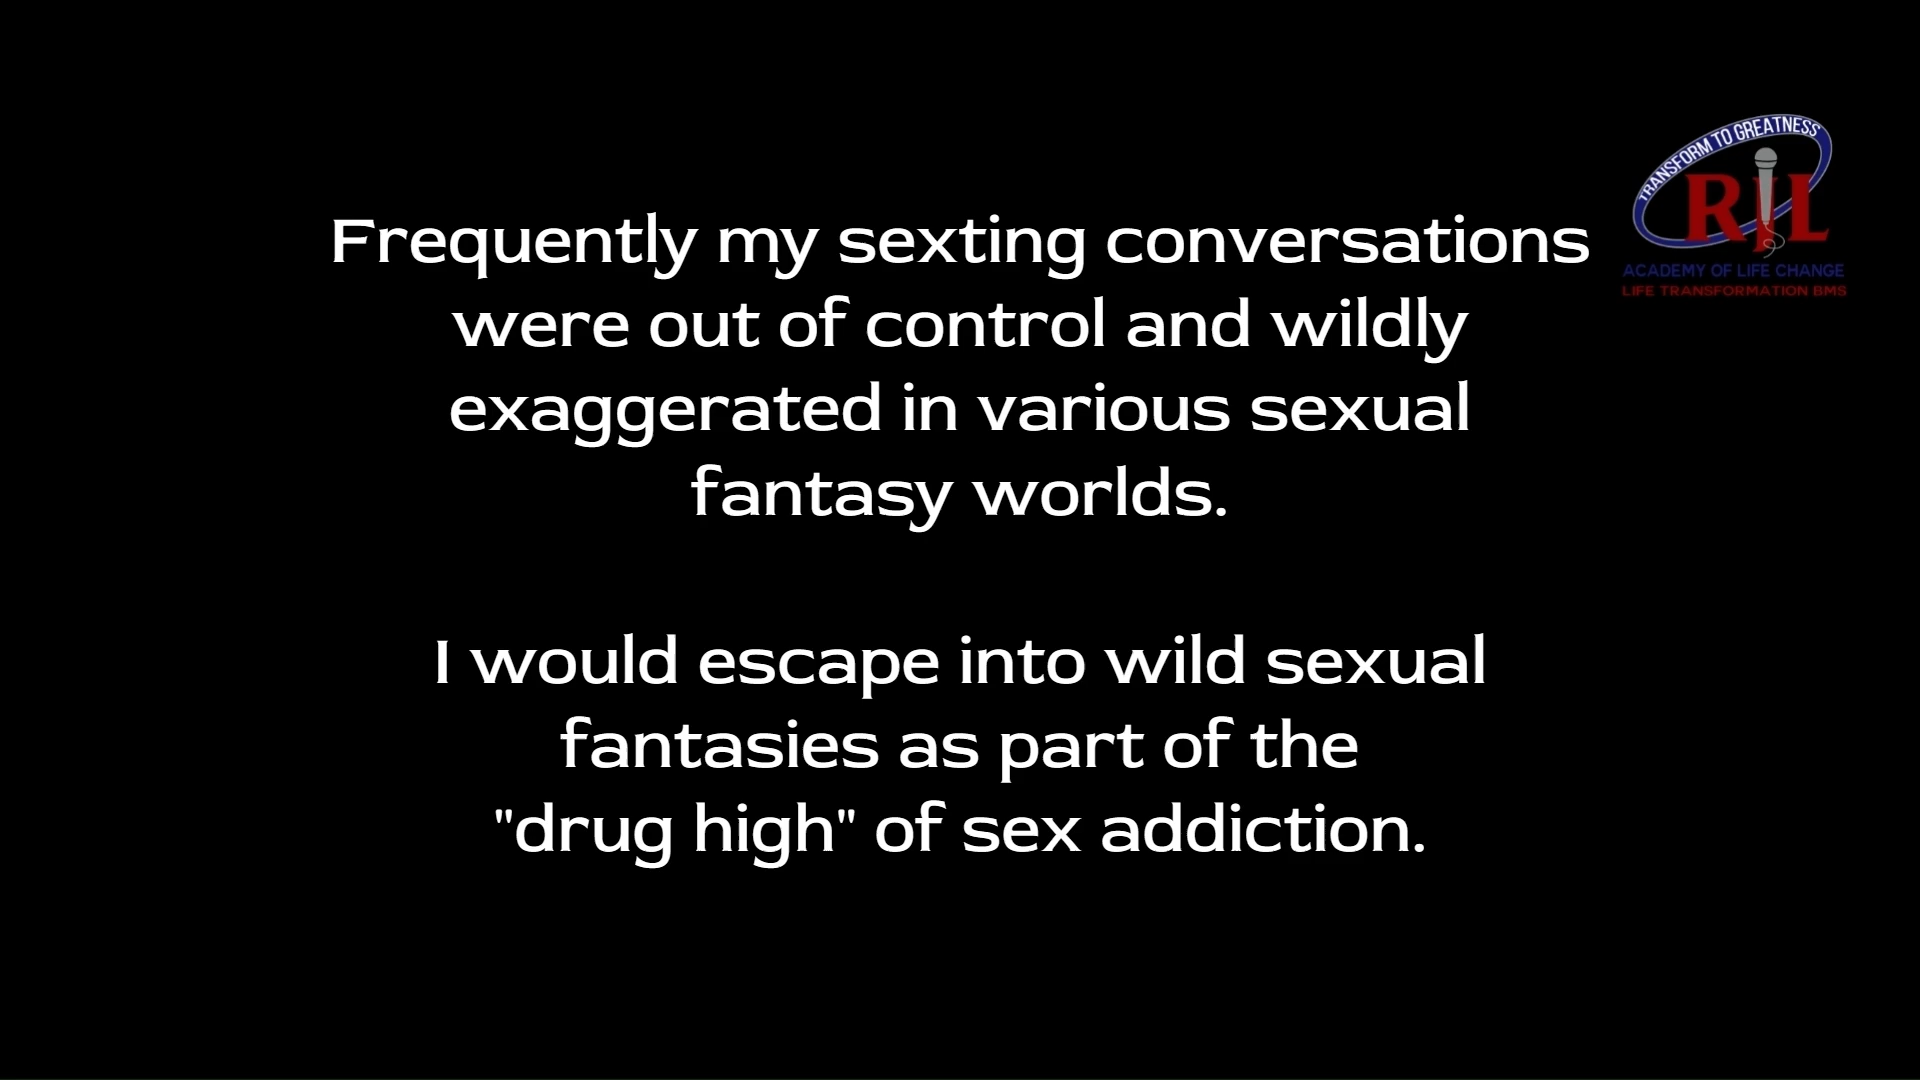 Frequently my sexting conversations
were out of control and wildly
exaggerated in various sexual
fantasy worlds.
I would escape into wild sexual
fantasies as part of the
"drug high" of sex addiction.
TRANSFORM TO GREATNESS
RJL
ACADEMY OF LIFE CHANGE
LIFE TRANSFORMATION BMS